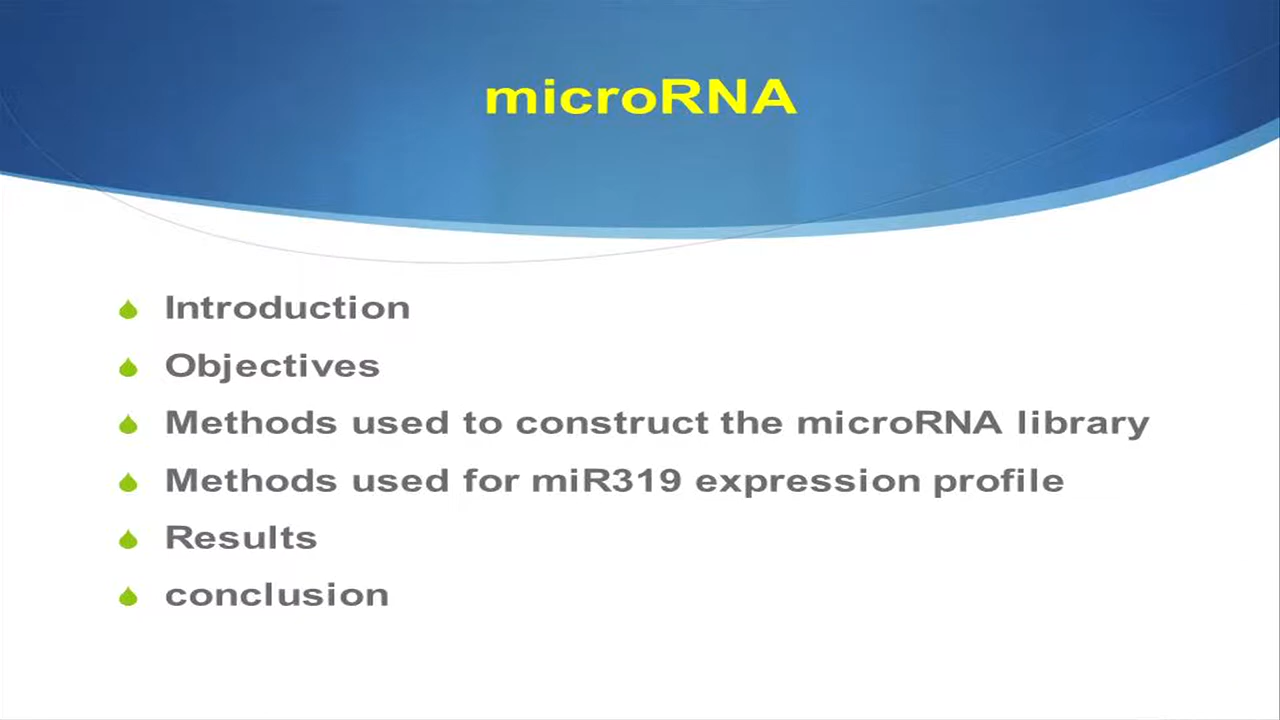 microRNA
Introduction
Objectives
Methods used to construct the microRNA library
Methods used for miR319 expression profile
Results
conclusion